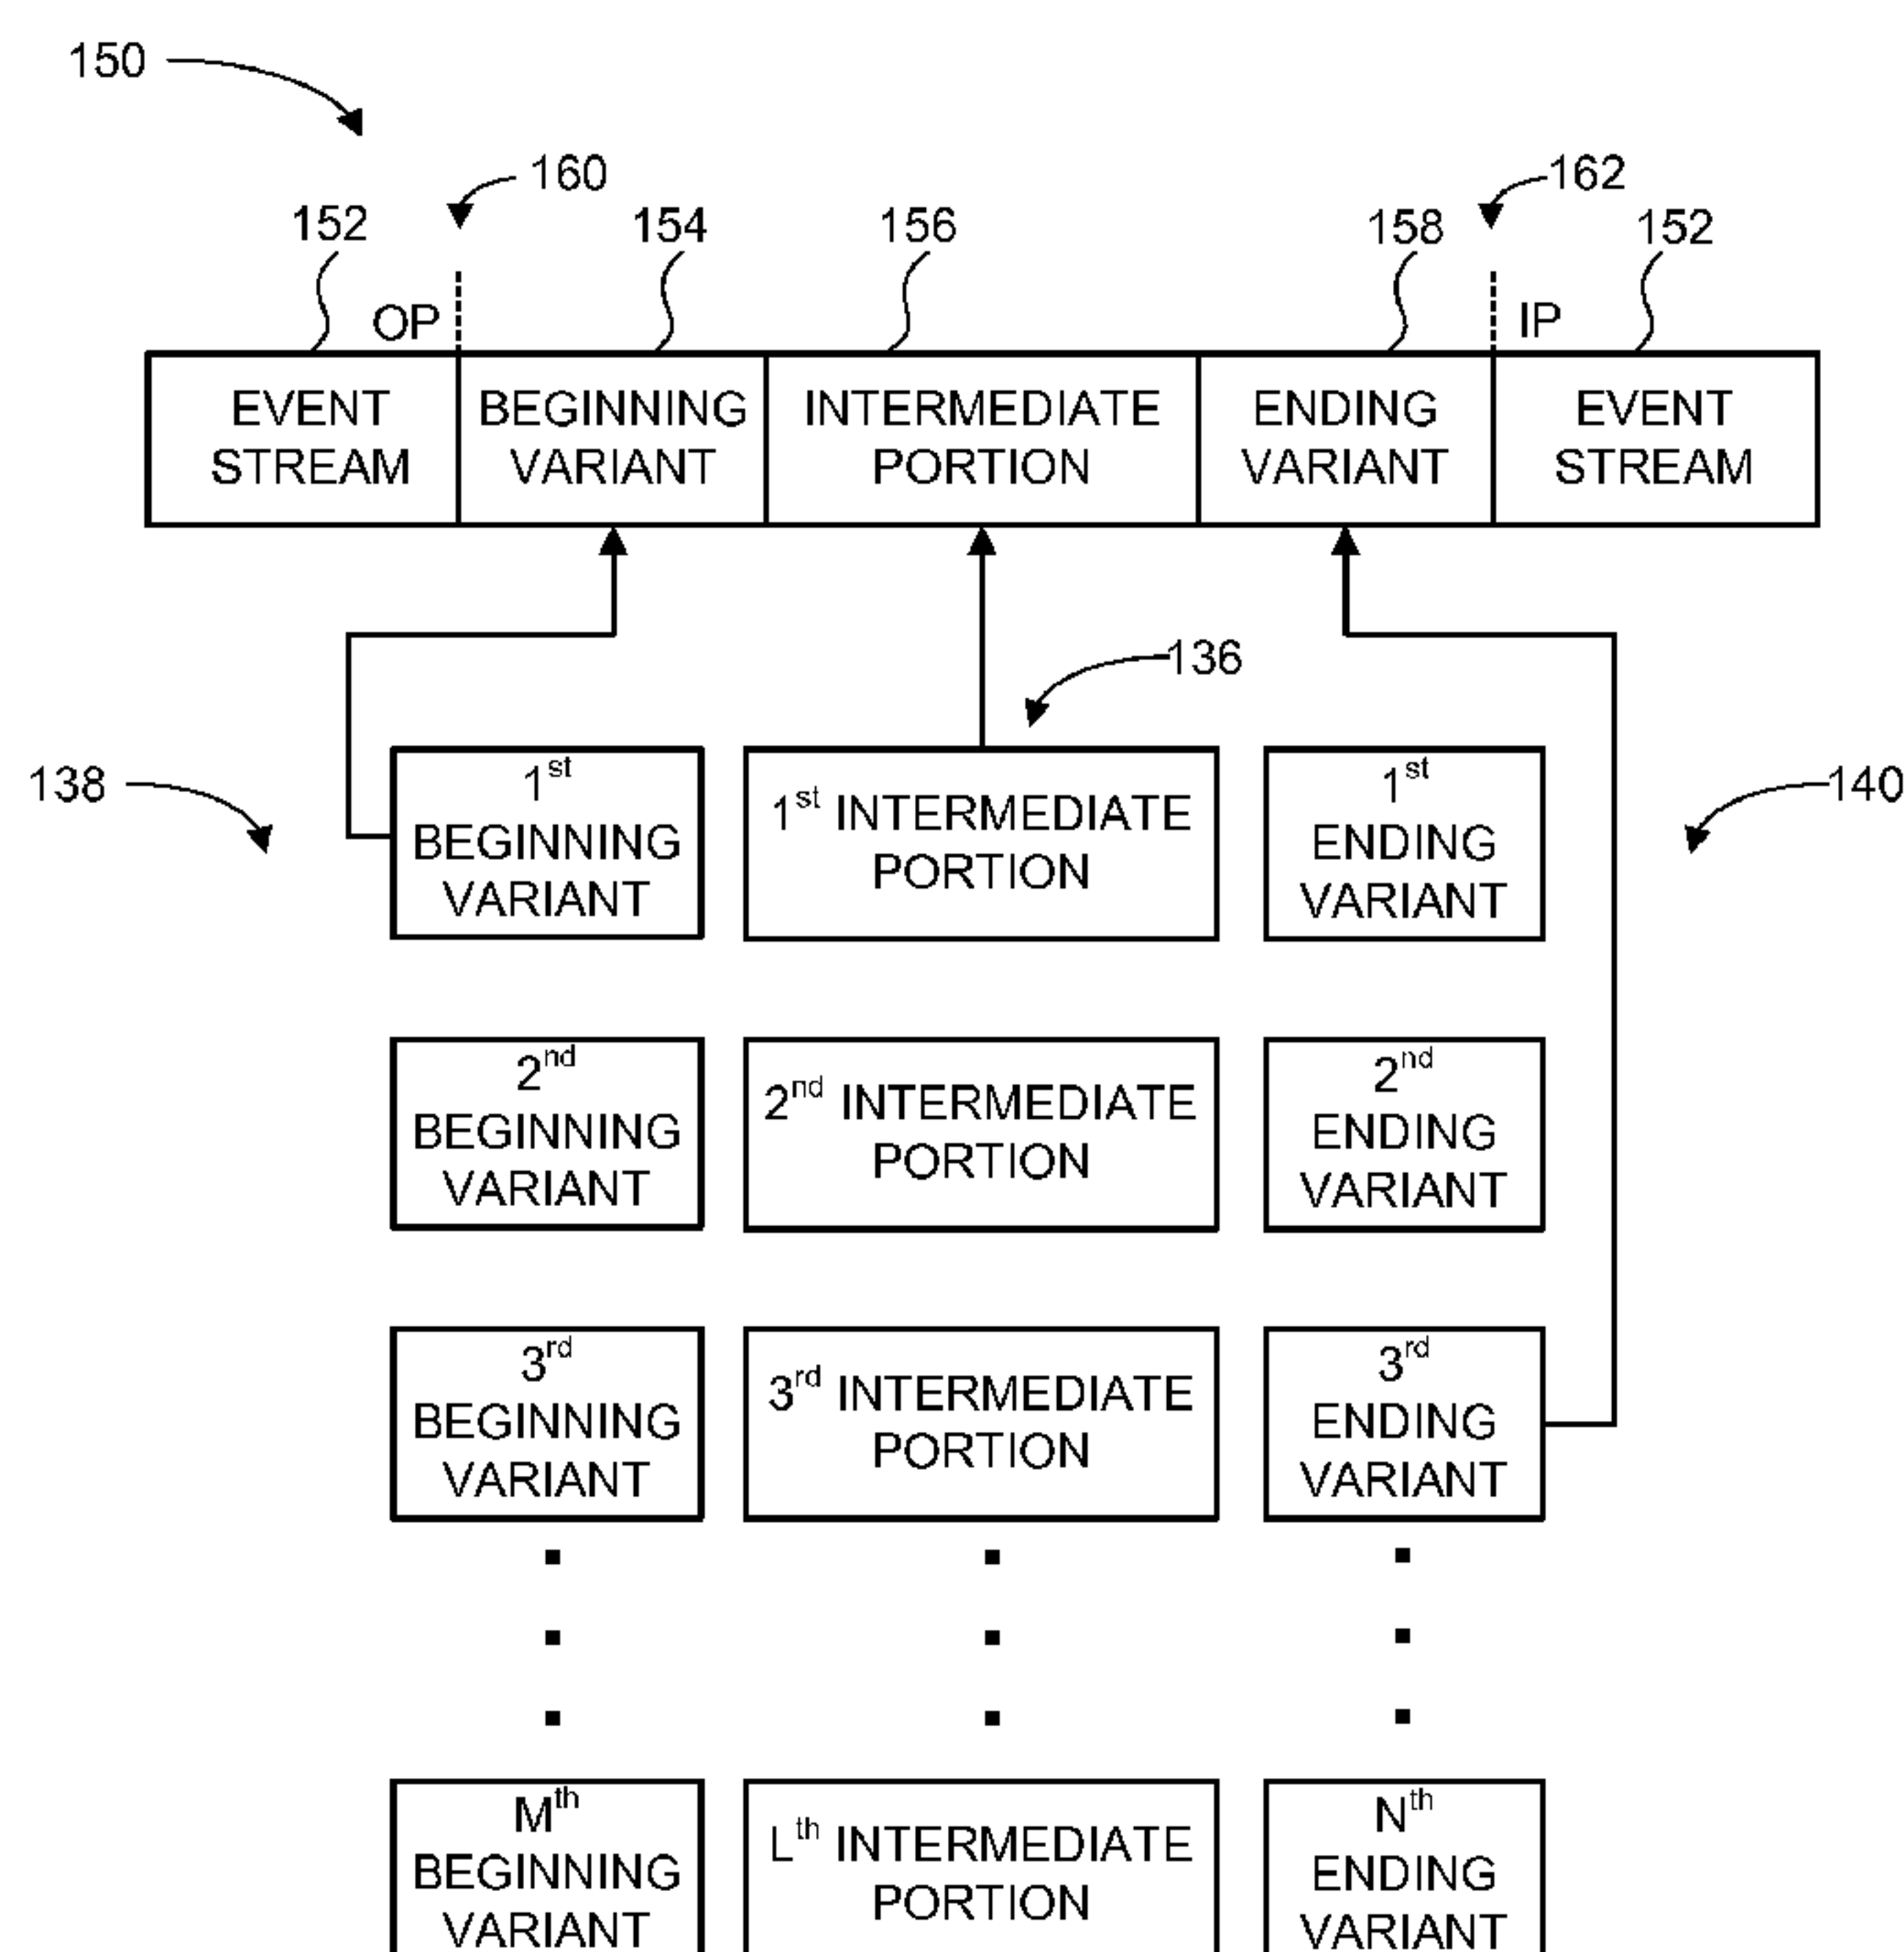 150
160
162
152
154
156
158
152
OP
IP
EVENT
STREAM
BEGINNING
VARIANT
INTERMEDIATE
PORTION
ENDING
VARIANT
EVENT
STREAM
136
138
140
1st
BEGINNING
VARIANT
1st INTERMEDIATE
PORTION
1st
ENDING
VARIANT
2nd
BEGINNING
VARIANT
2nd INTERMEDIATE
PORTION
2nd
ENDING
VARIANT
3rd
BEGINNING
VARIANT
3rd INTERMEDIATE
PORTION
3rd
ENDING
VARIANT
Mth
BEGINNING
VARIANT
Lth INTERMEDIATE
PORTION
Nth
ENDING
VARIANT